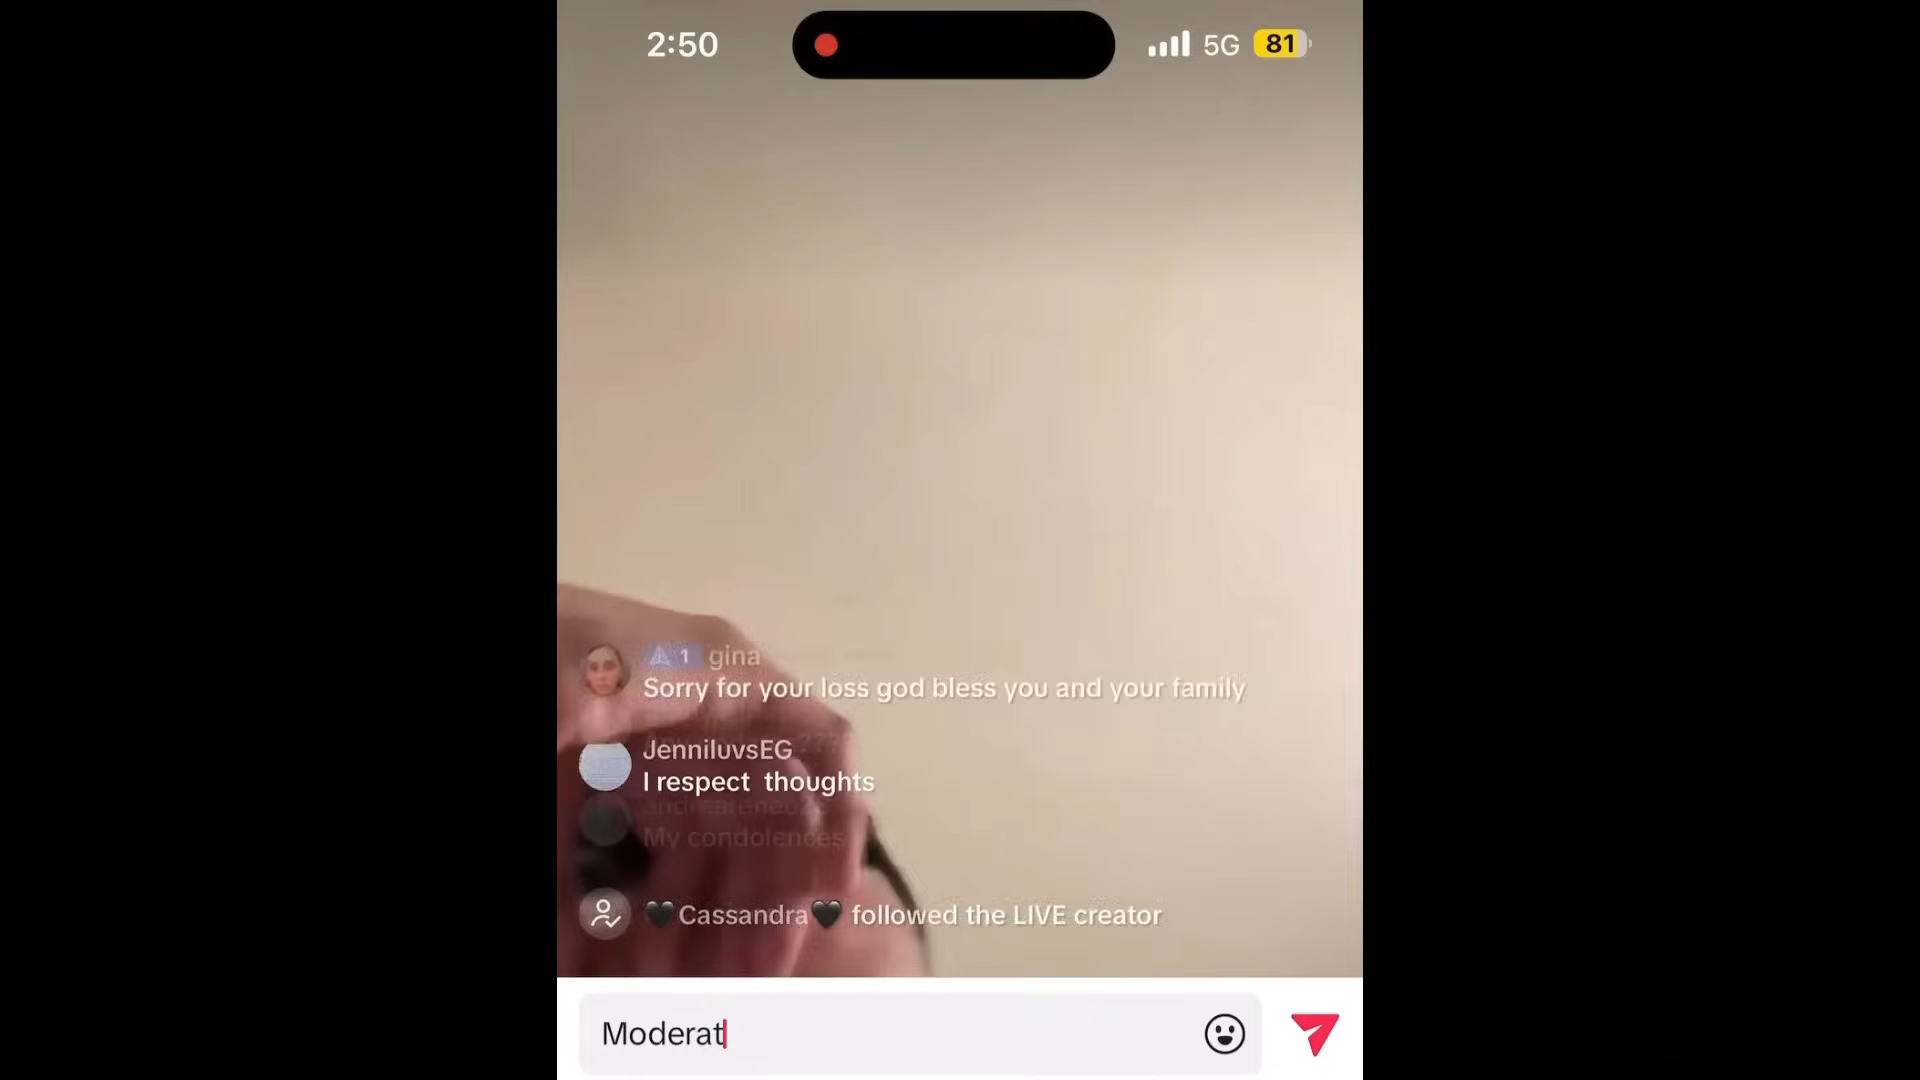 2:50
5G
81
1 gina
Sorry for your loss god bless you and your family
JenniluvsEG
I respect  thoughts
My condolences
🖤Cassandra🖤 followed the LIVE creator
Moderat